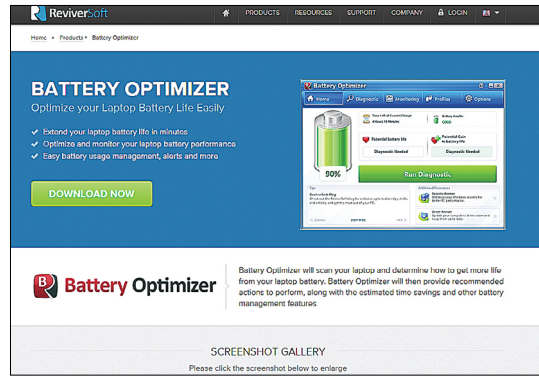 ReviverSoft
PRODUCTS RESOURCES SUPPORT COMPANY LOGIN
Home • Products • Battery Optimizer
BATTERY OPTIMIZER
Optimize your Laptop Battery Life Easily
Extend your laptop battery life in minutes
Optimize and monitor your laptop battery performance
Easy battery usage management, alerts and more
DOWNLOAD NOW
Battery Optimizer
Home Diagnostic Monitoring Profiles Options
Battery Health
GOOD
Potential Battery life
Potential Gain
in battery life
Diagnostic Needed Diagnostic Needed
90%
Run Diagnostic
Tips
Additional Resources
Battery Optimizer
Battery Optimizer will scan your laptop and determine how to get more life
from your laptop battery. Battery Optimizer will then provide recommended
actions to perform, along with the estimated time savings and other battery
management features
SCREENSHOT GALLERY
Please click the screenshot below to enlarge